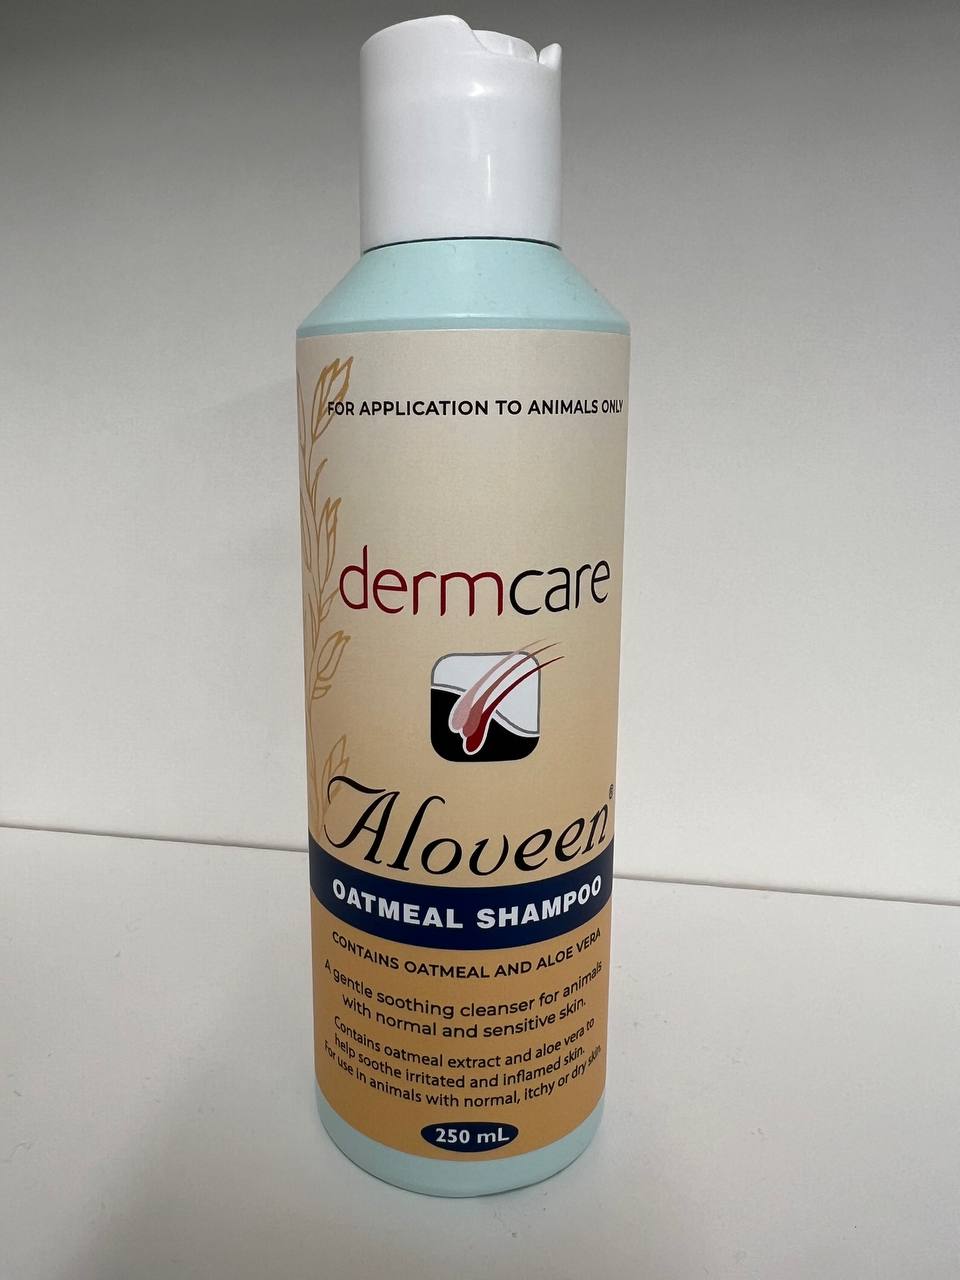 FOR APPLICATION TO ANIMALS ONLY
dermcare
Aloveen®
OATMEAL SHAMPOO
CONTAINS OATMEAL AND ALOE VERA
A gentle soothing cleanser for animals
with normal and sensitive skin.
Contains oatmeal extract and aloe vera to
help soothe irritated and inflamed skin.
For use in animals with normal, itchy or dry skin.
250 mL